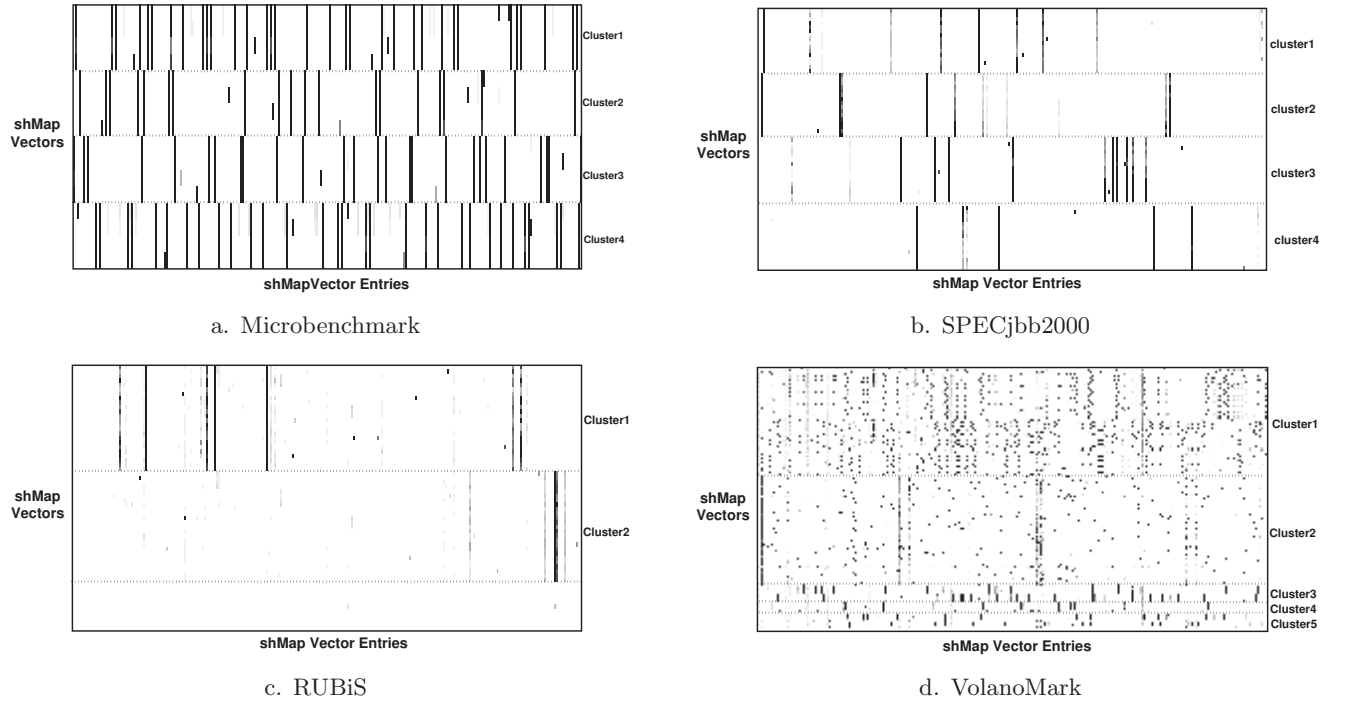 shMap
Vectors
Cluster1
Cluster2
Cluster3
Cluster4
shMapVector Entries
a. Microbenchmark
shMap
Vectors
cluster1
cluster2
cluster3
cluster4
shMap Vector Entries
b. SPECjbb2000
shMap
Vectors
Cluster1
Cluster2
shMap Vector Entries
c. RUBiS
shMap
Vectors
Cluster1
Cluster2
Cluster3
Cluster4
Cluster5
shMap Vector Entries
d. VolanoMark